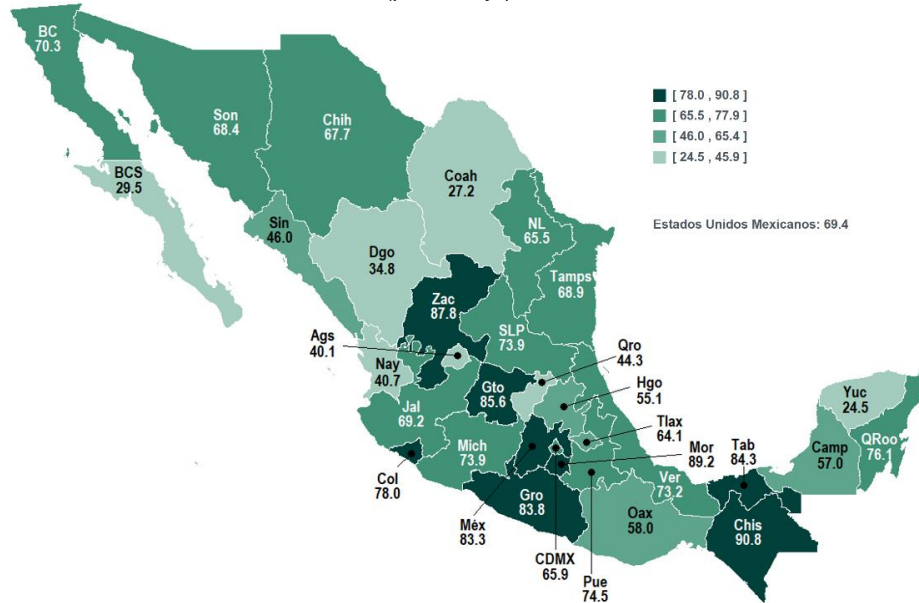 BC
70.3
Son
68.4
Chih
67.7
[ 78.0 , 90.8 ]
[ 65.5 , 77.9 ]
[ 46.0 , 65.4 ]
[ 24.5 , 45.9 ]
BCS
29.5
Coah
27.2
Sin
46.0
NL
65.5
Estados Unidos Mexicanos: 69.4
Dgo
34.8
Tamps
68.9
Zac
87.8
SLP
73.9
Ags
40.1
Qro
44.3
Nay
40.7
Gto
85.6
Hgo
55.1
Yuc
24.5
Jal
69.2
Tlax
64.1
Mich
73.9
Mor
89.2
Tab
84.3
Camp
57.0
QRoo
76.1
Col
78.0
Ver
73.2
Gro
83.8
Oax
58.0
Chis
90.8
Méx
83.3
CDMX
65.9
Pue
74.5